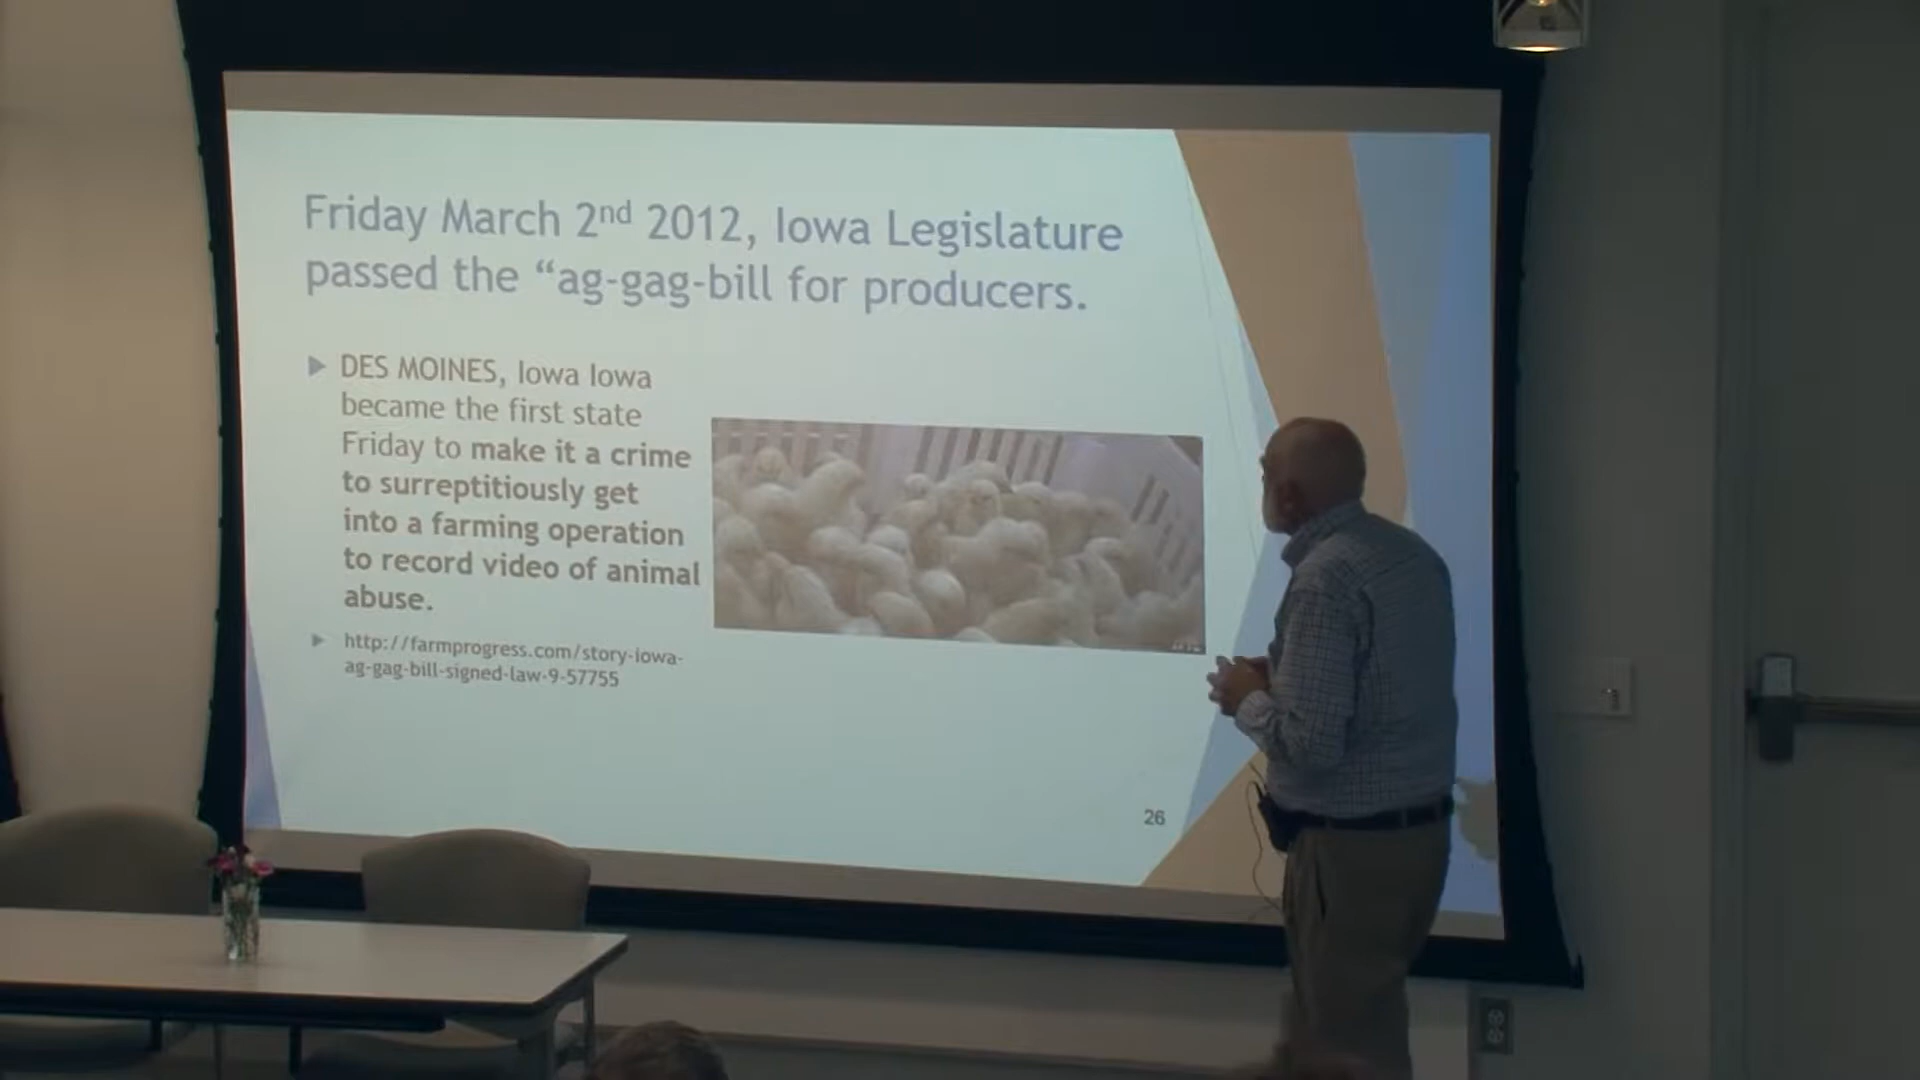 Friday March 2nd 2012, Iowa Legislature
passed the “ag-gag-bill for producers.
DES MOINES, Iowa Iowa
became the first state
Friday to make it a crime
to surreptitiously get
into a farming operation
to record video of animal
abuse.
http://farmprogress.com/story-iowa-
ag-gag-bill-signed-law-9-57755
26